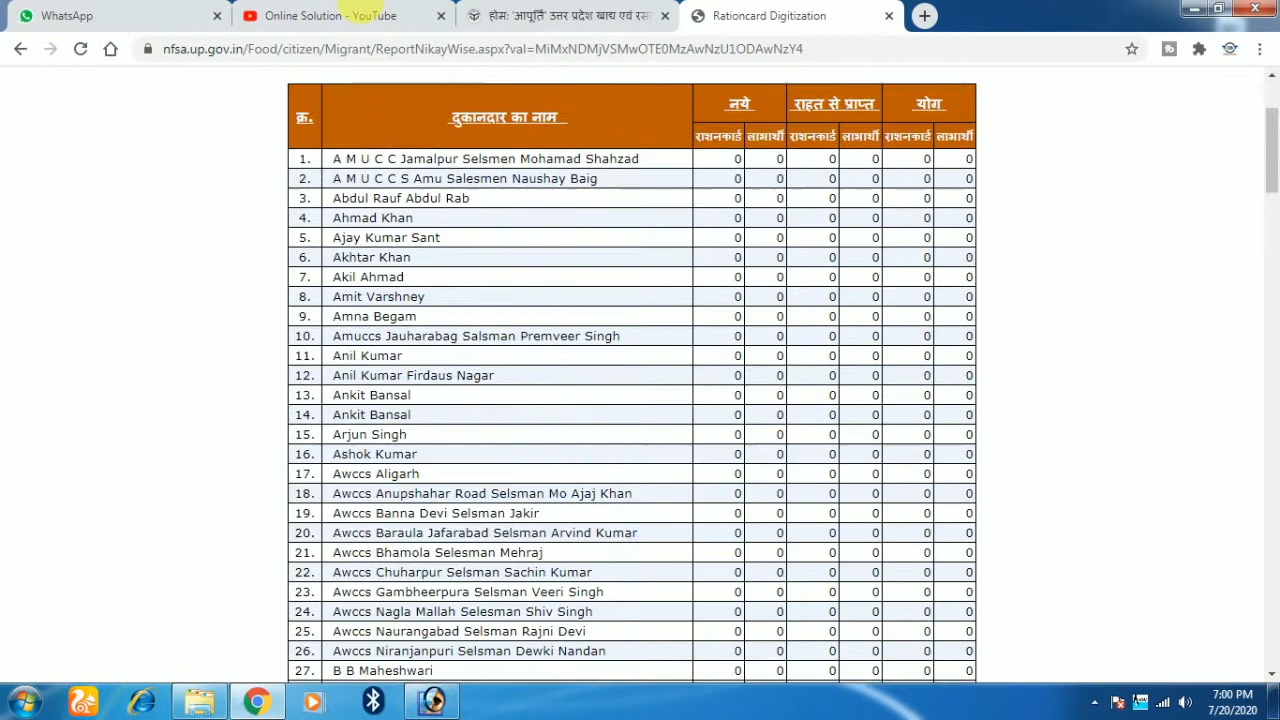 WhatsApp
Online Solution - YouTube
होम: आपूर्ति उत्तर प्रदेश खाद्य एवं रस
Rationcard Digitization
nfsa.up.gov.in/Food/citizen/Migrant/ReportNikayWise.aspx?val=MiMxNDMjVSMwOTE0MzAwNzU1ODAwNzY4
क्र. दुकानदार का नाम नये राहत से प्राप्त योग
राशनकार्ड लाभार्थी राशनकार्ड लाभार्थी राशनकार्ड लाभार्थी
1. A M U C C Jamalpur Selsmen Mohamad Shahzad 0 0 0 0 0 0
2. A M U C C S Amu Salesmen Naushay Baig 0 0 0 0 0 0
3. Abdul Rauf Abdul Rab 0 0 0 0 0 0
4. Ahmad Khan 0 0 0 0 0 0
5. Ajay Kumar Sant 0 0 0 0 0 0
6. Akhtar Khan 0 0 0 0 0 0
7. Akil Ahmad 0 0 0 0 0 0
8. Amit Varshney 0 0 0 0 0 0
9. Amna Begam 0 0 0 0 0 0
10. Amuccs Jauharabag Salsman Premveer Singh 0 0 0 0 0 0
11. Anil Kumar 0 0 0 0 0 0
12. Anil Kumar Firdaus Nagar 0 0 0 0 0 0
13. Ankit Bansal 0 0 0 0 0 0
14. Ankit Bansal 0 0 0 0 0 0
15. Arjun Singh 0 0 0 0 0 0
16. Ashok Kumar 0 0 0 0 0 0
17. Awccs Aligarh 0 0 0 0 0 0
18. Awccs Anupshahar Road Selsman Mo Ajaj Khan 0 0 0 0 0 0
19. Awccs Banna Devi Selsman Jakir 0 0 0 0 0 0
20. Awccs Baraula Jafarabad Selsman Arvind Kumar 0 0 0 0 0 0
21. Awccs Bhamola Selesman Mehraj 0 0 0 0 0 0
22. Awccs Chuharpur Selsman Sachin Kumar 0 0 0 0 0 0
23. Awccs Gambheerpura Selsman Veeri Singh 0 0 0 0 0 0
24. Awccs Nagla Mallah Selesman Shiv Singh 0 0 0 0 0 0
25. Awccs Naurangabad Selsman Rajni Devi 0 0 0 0 0 0
26. Awccs Niranjanpuri Selsman Dewki Nandan 0 0 0 0 0 0
27. B B Maheshwari 0 0 0 0 0 0
7:00 PM
7/20/2020